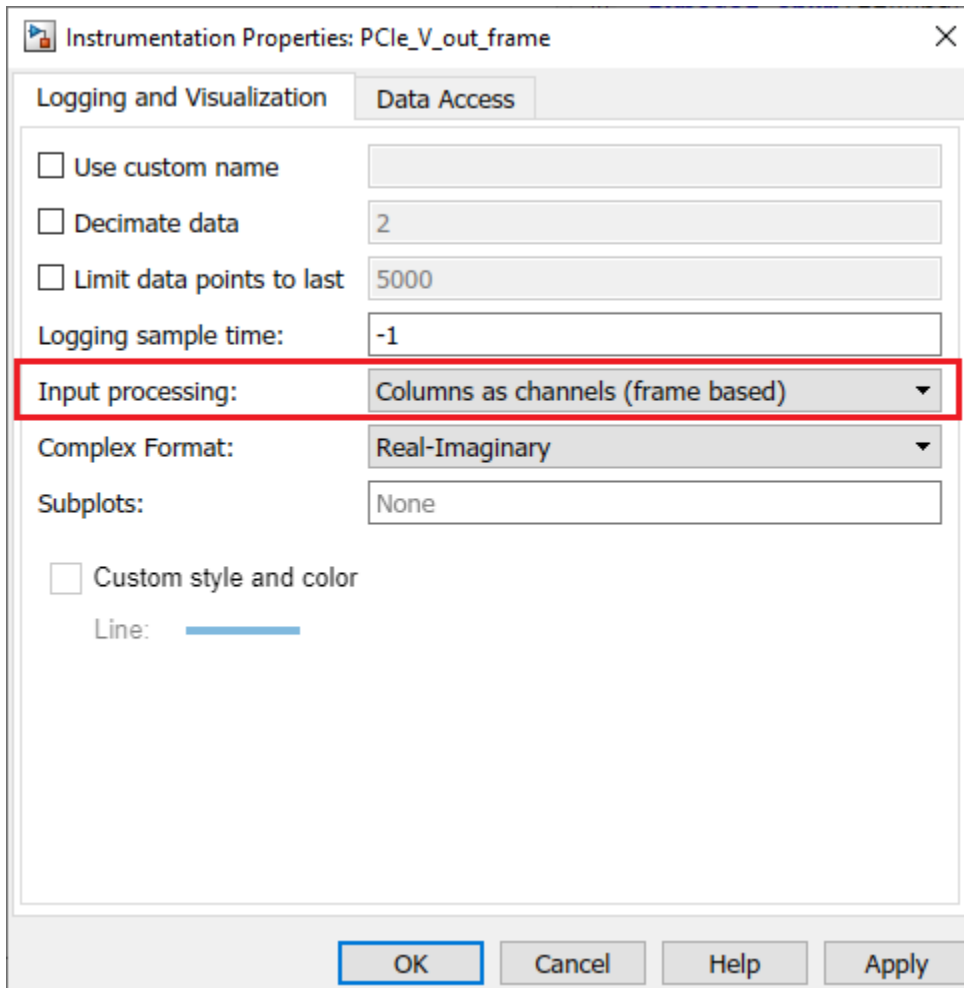 Instrumentation Properties: PCIe_V_out_frame
Logging and Visualization Data Access
Use custom name
Decimate data 2
Limit data points to last 5000
Logging sample time: -1
Input processing: Columns as channels (frame based)
Complex Format: Real-Imaginary
Subplots: None
Custom style and color
Line:
OK Cancel Help Apply